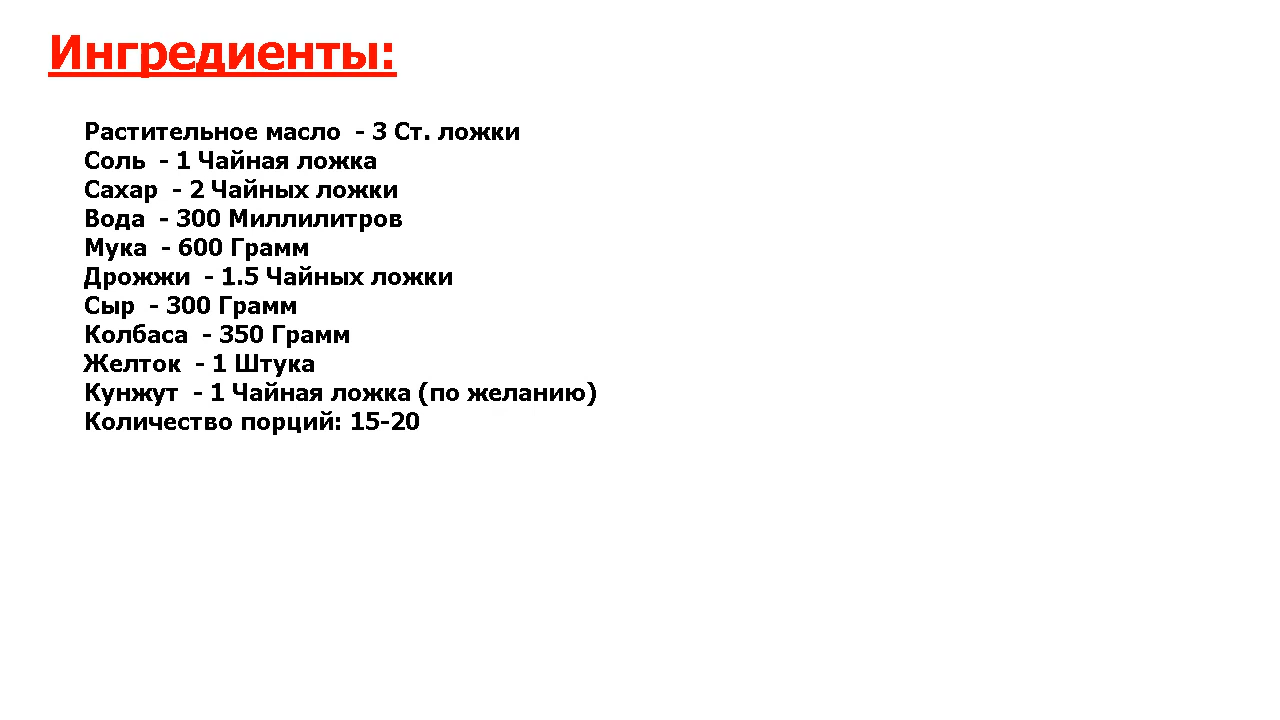 Ингредиенты:
Растительное масло  - 3 Ст. ложки
Соль  - 1 Чайная ложка
Сахар  - 2 Чайных ложки
Вода  - 300 Миллилитров
Мука  - 600 Грамм
Дрожжи  - 1.5 Чайных ложки
Сыр  - 300 Грамм
Колбаса  - 350 Грамм
Желток  - 1 Штука
Кунжут  - 1 Чайная ложка (по желанию)
Количество порций: 15-20